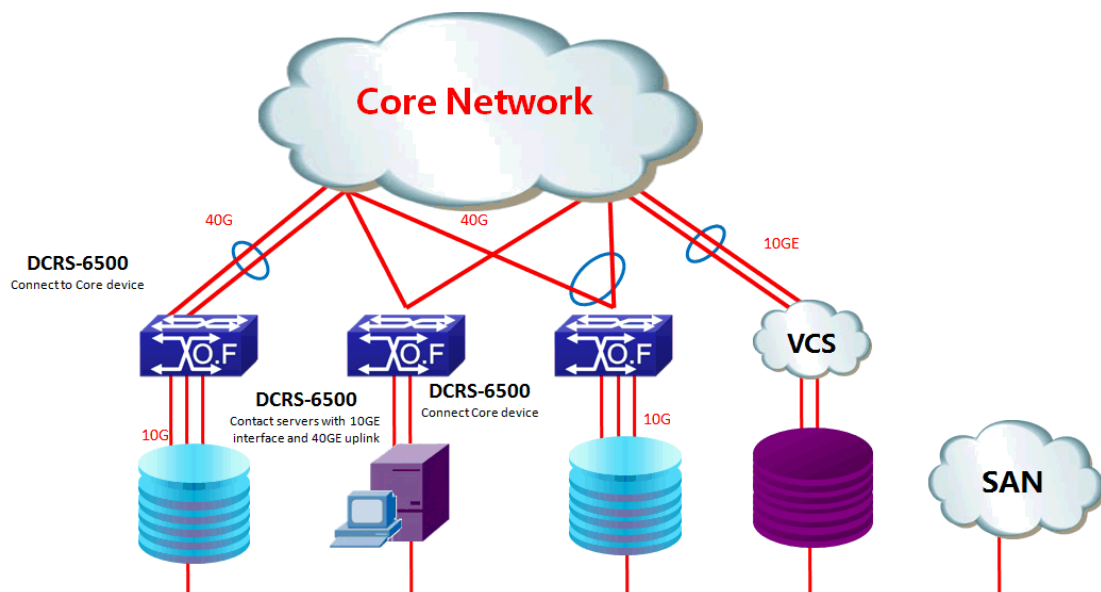 Core Network
40G
40G
10GE
DCRS-6500
Connect to Core device
O.F
O.F
O.F
VCS
DCRS-6500
Contact servers with 10GE
interface and 40GE uplink
DCRS-6500
Connect Core device
10G
10G
SAN